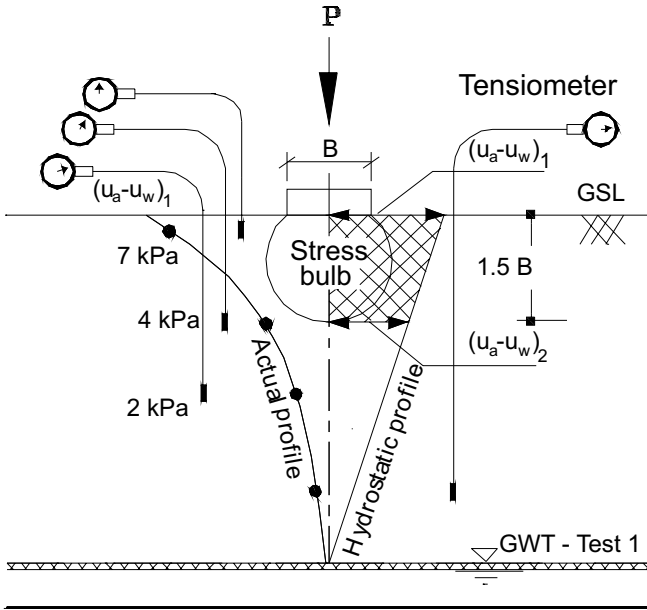 P
Tensiometer
B
(ua-uw)1
(ua-uw)1
GSL
7 kPa
Stress
bulb
1.5 B
4 kPa
(ua-uw)2
2 kPa
Actual profile
Hydrostatic profile
GWT - Test 1